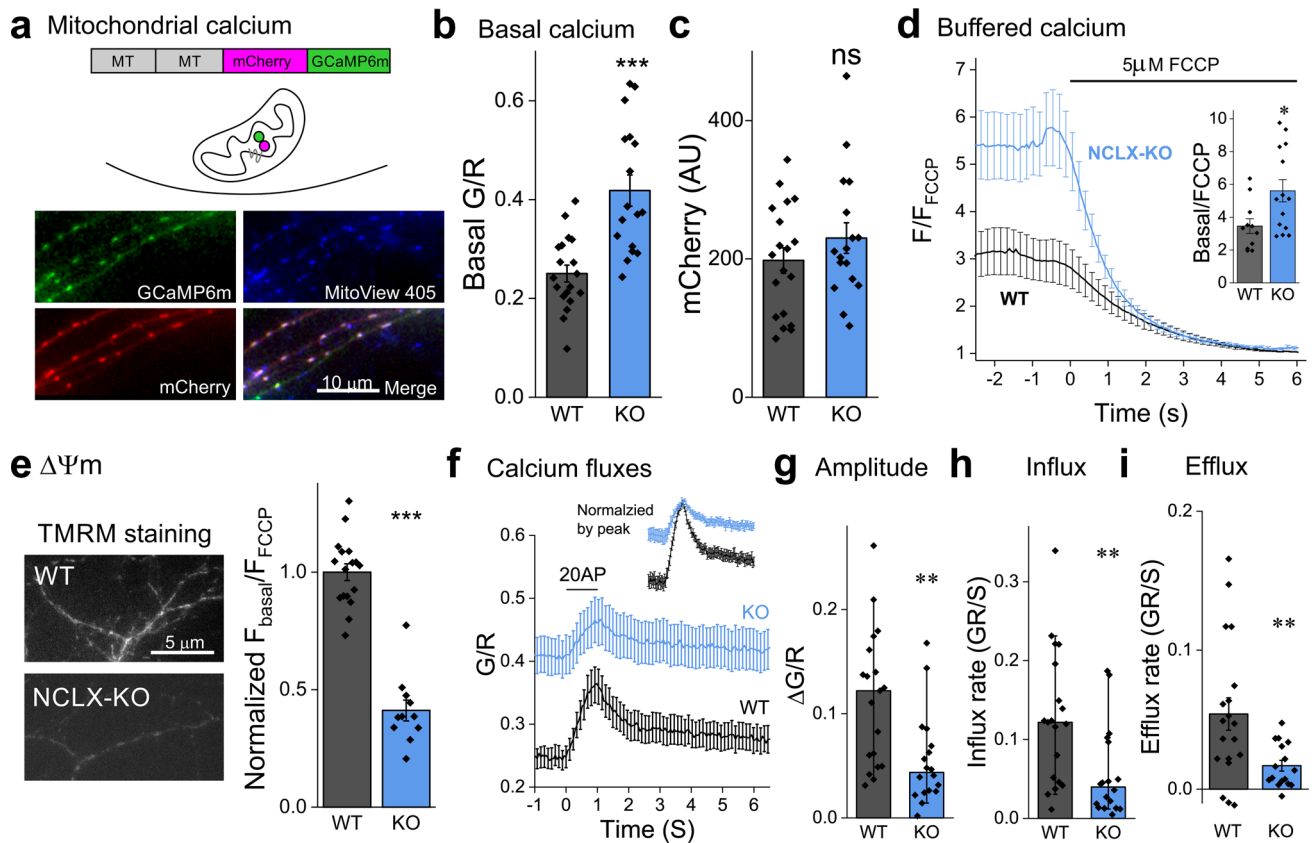 a Mitochondrial calcium
MT MT mCherry GCaMP6m
GCaMP6m
MitoView 405
mCherry
10 μm
Merge
b Basal calcium
***
Basal G/R
0.6
0.4
0.2
0.0
WT KO
c
ns
mCherry (AU)
400
200
0
WT KO
d Buffered calcium
5μM FCCP
NCLX-KO
WT
F/FFCCP
7
6
5
4
3
2
1
-2 -1 0 1 2 3 4 5 6
Time (s)
*
Basal/FCCP
10
8
6
4
2
0
WT KO
e ΔΨm
TMRM staining
WT
5 μm
NCLX-KO
***
Normalized Fbasal/FFCCP
1.0
0.5
0.0
WT KO
f Calcium fluxes
Normalzied
by peak
20AP
KO
WT
G/R
0.6
0.5
0.4
0.3
0.2
-1 0 1 2 3 4 5 6
Time (S)
g Amplitude
**
ΔG/R
0.2
0.1
0.0
WT KO
h Influx
**
Influx rate (GR/S)
0.3
0.2
0.1
0.0
WT KO
i Efflux
**
Efflux rate (GR/S)
0.2
0.1
0.0
WT KO